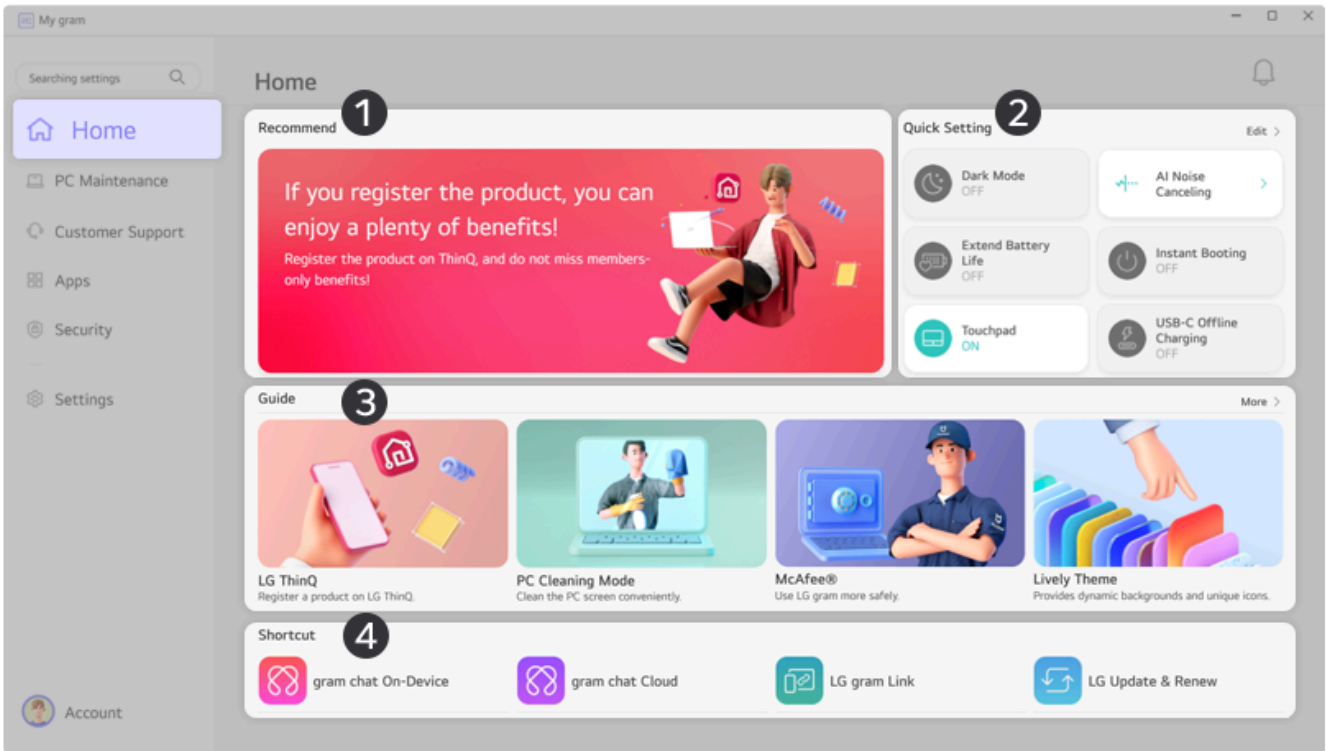 My gram
Searching settings
Home
PC Maintenance
Customer Support
Apps
Security
Settings
Account
Home
Recommend
1
If you register the product, you can
enjoy a plenty of benefits!
Register the product on ThinQ, and do not miss members-
only benefits!
Quick Setting
2
Edit >
Dark Mode
OFF
AI Noise
Canceling
Extend Battery
Life
OFF
Instant Booting
OFF
Touchpad
ON
USB-C Offline
Charging
OFF
Guide
3
More >
LG ThinQ
Register a product on LG ThinQ.
PC Cleaning Mode
Clean the PC screen conveniently.
McAfee®
Use LG gram more safely.
Lively Theme
Provides dynamic backgrounds and unique icons.
Shortcut
4
gram chat On-Device
gram chat Cloud
LG gram Link
LG Update & Renew